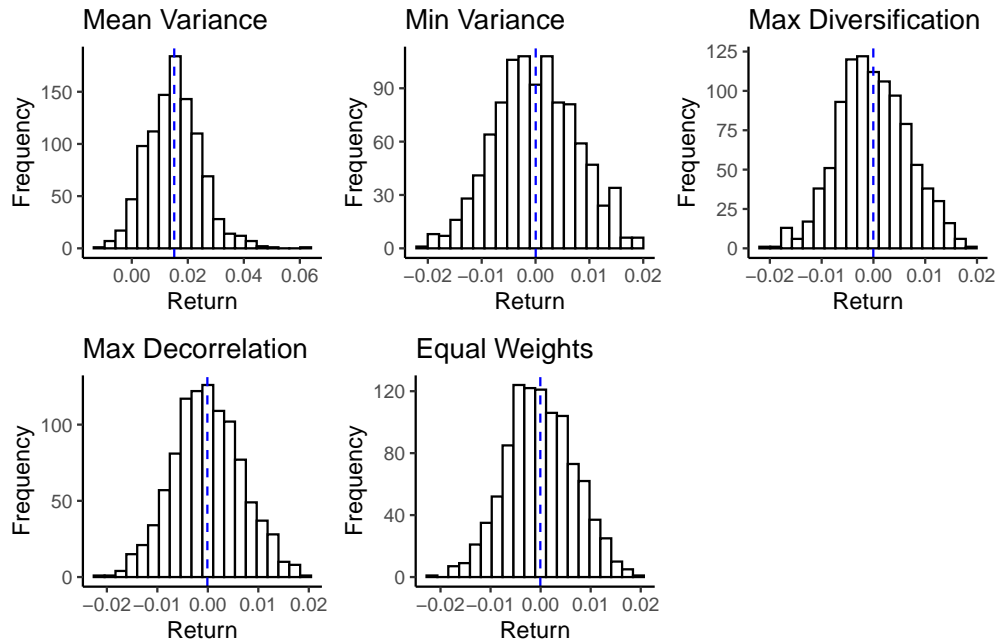 Mean Variance
Frequency
150
100
50
0
0.00 0.02 0.04 0.06
Return
Min Variance
Frequency
90
60
30
0
−0.02 −0.01 0.00 0.01 0.02
Return
Max Diversification
Frequency
125
100
75
50
25
0
−0.02 −0.01 0.00 0.01 0.02
Return
Max Decorrelation
Frequency
100
50
0
−0.02 −0.01 0.00 0.01 0.02
Return
Equal Weights
Frequency
120
80
40
0
−0.02 −0.01 0.00 0.01 0.02
Return